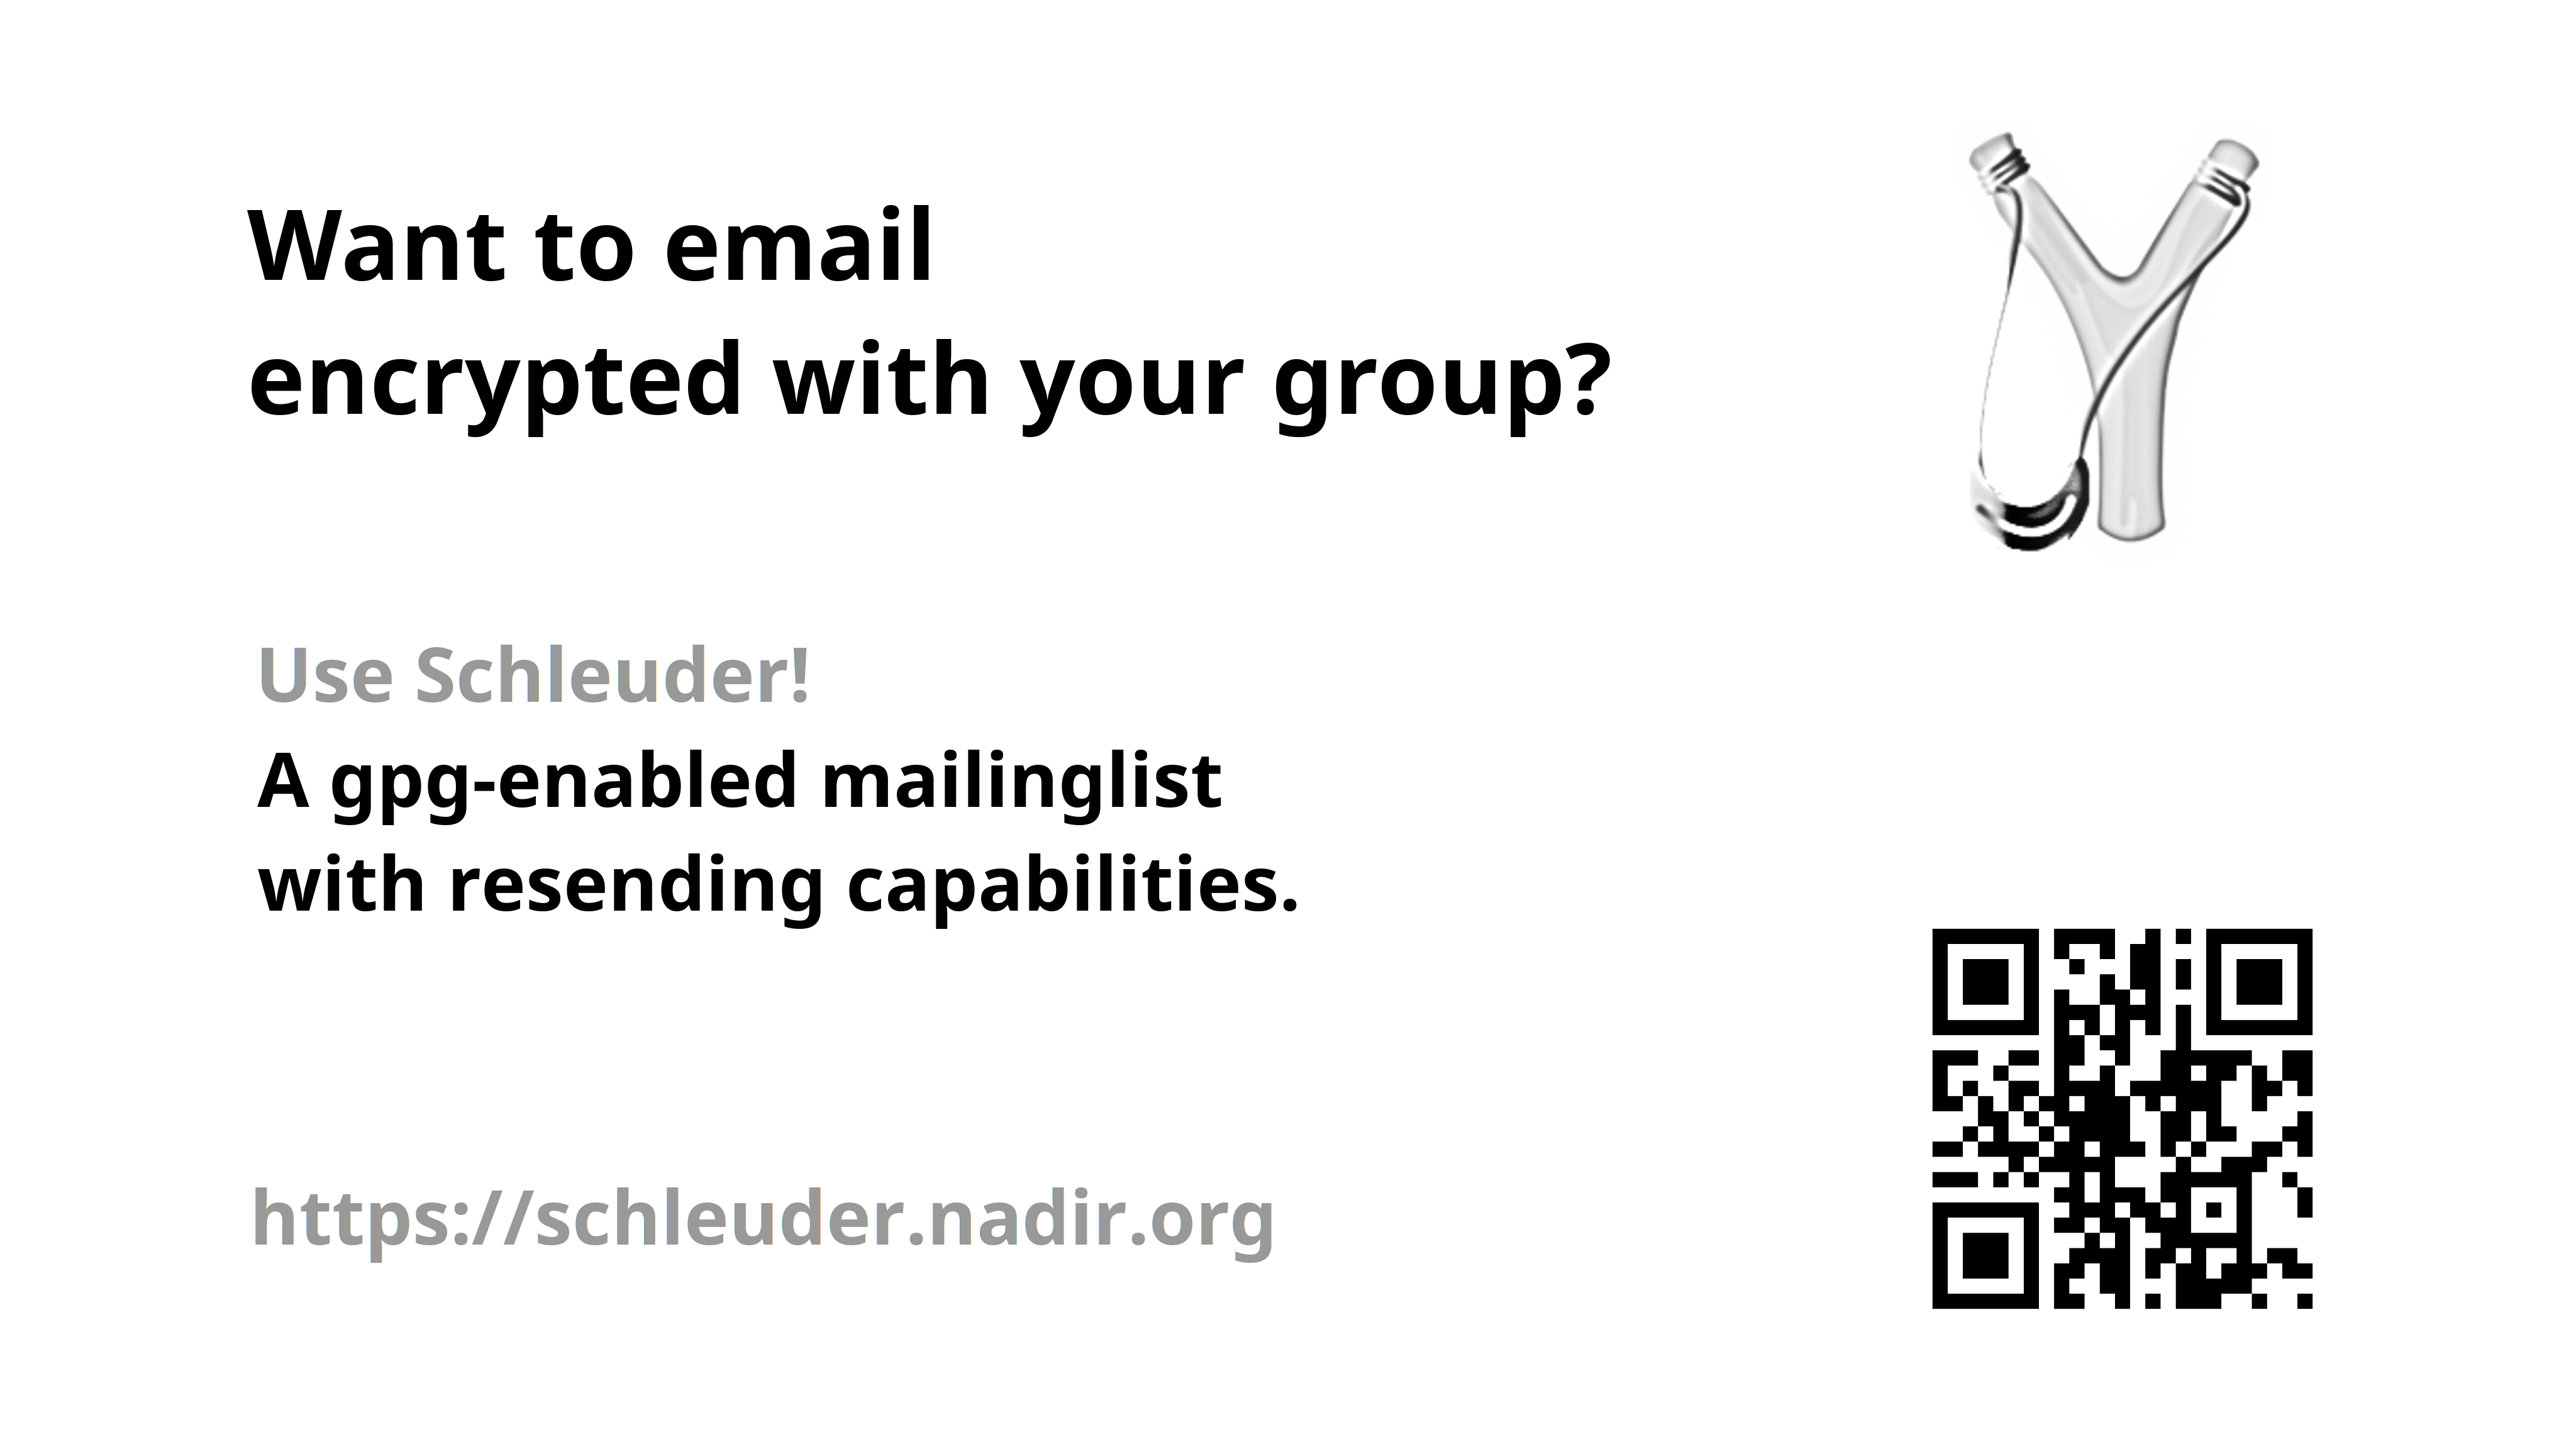 Want to email
encrypted with your group?
Use Schleuder!
A gpg-enabled mailinglist
with resending capabilities.
https://schleuder.nadir.org